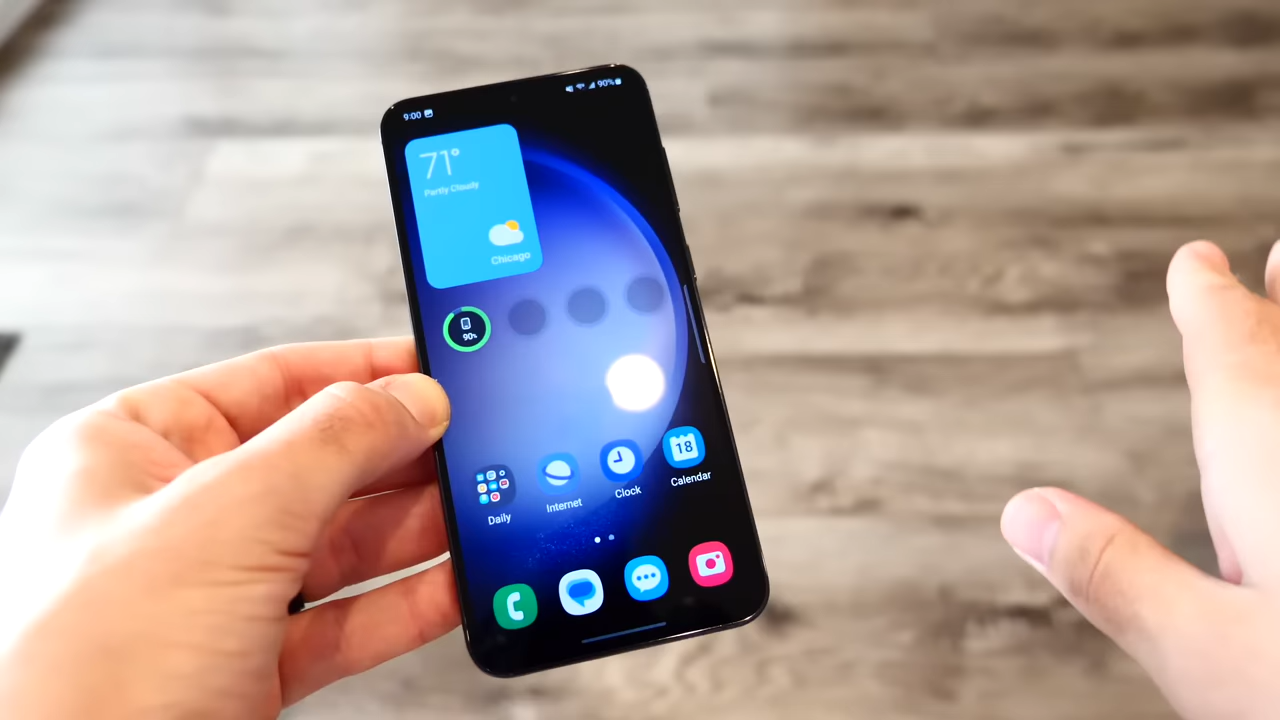 9:00
90%
71°
Partly Cloudy
Chicago
90%
18
Daily
Internet
Clock
Calendar